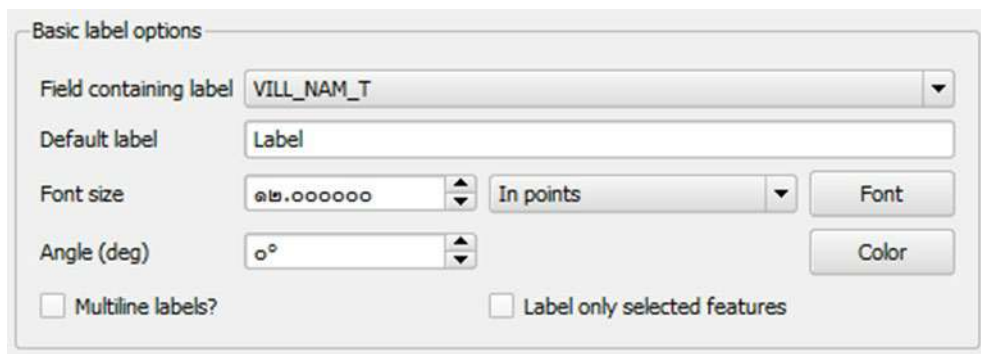 Basic label options
Field containing label VILL_NAM_T
Default label Label
Font size ๑๒.๐๐๐๐๐๐ In points Font
Angle (deg) ๐° Color
Multiline labels? Label only selected features